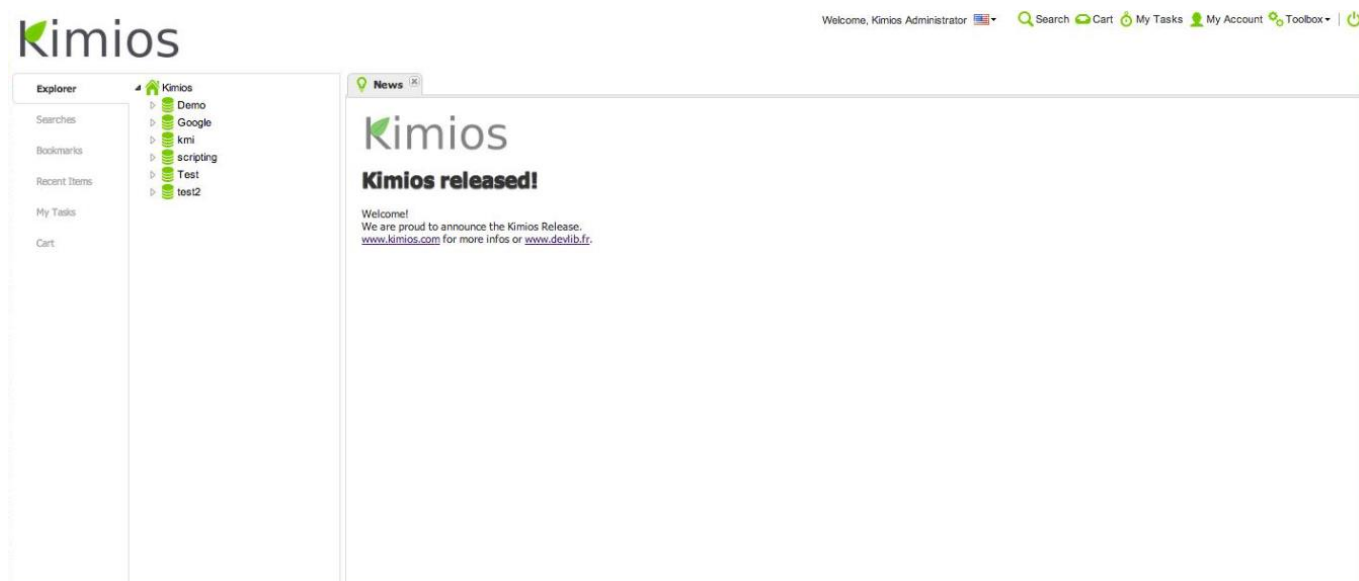 Kimios
Welcome, Kimios Administrator
Search Cart My Tasks My Account Toolbox
Explorer
Searches
Bookmarks
Recent Items
My Tasks
Cart
Kimios
Demo
Google
kmi
scripting
Test
test2
News
Kimios
Kimios released!
Welcome!
We are proud to announce the Kimios Release.
www.kimios.com for more infos or www.devlib.fr.